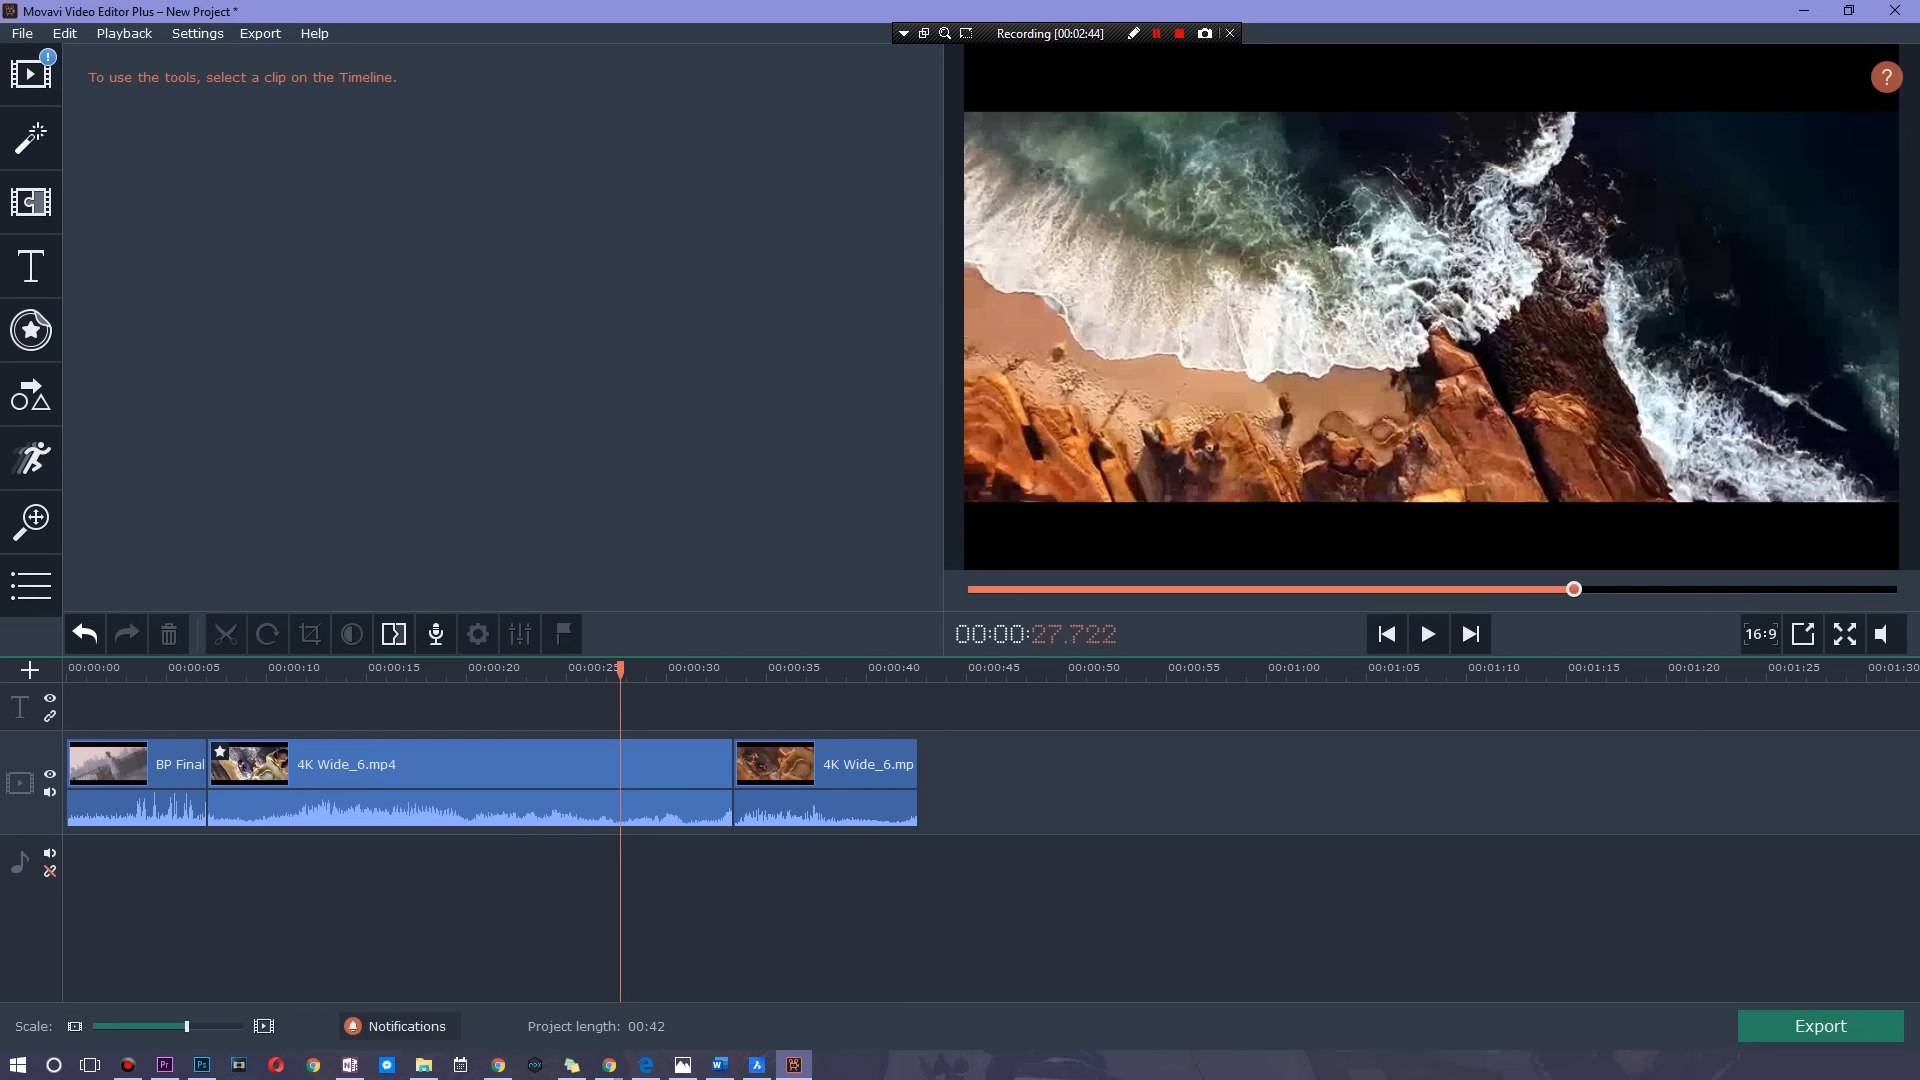 Movavi Video Editor Plus – New Project *
File Edit Playback Settings Export Help
Recording [00:02:44]
To use the tools, select a clip on the Timeline.
?
00:00:27.722
16:9
00:00:00 00:00:05 00:00:10 00:00:15 00:00:20 00:00:25 00:00:30 00:00:35 00:00:40 00:00:45 00:00:50 00:00:55 00:01:00 00:01:05 00:01:10 00:01:15 00:01:20 00:01:25 00:01:30
BP Final 4K Wide_6.mp4 4K Wide_6.mp
Scale: Notifications Project length: 00:42 Export
Pr Ps